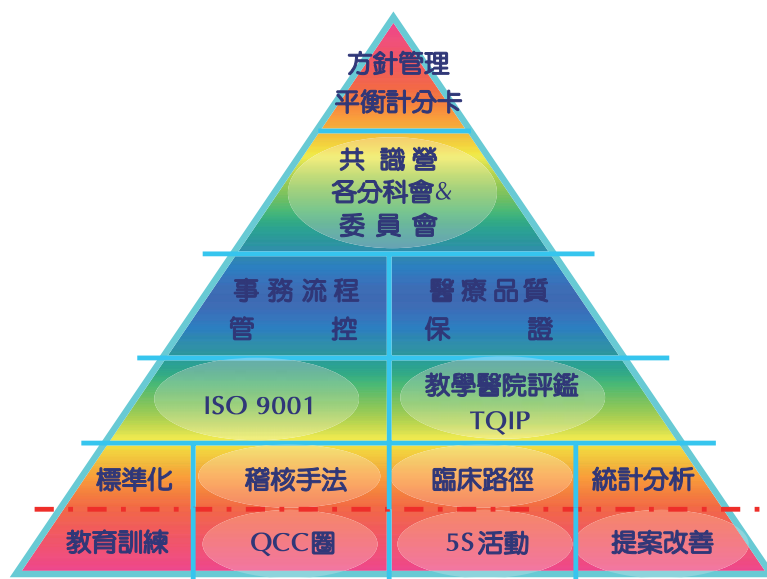 方針管理
平衡計分卡
共識營
各分科會&
委員會
事務流程
管控
醫療品質
保證
ISO 9001
教學醫院評鑑
TQIP
標準化
稽核手法
臨床路徑
統計分析
教育訓練
QCC圈
5S活動
提案改善